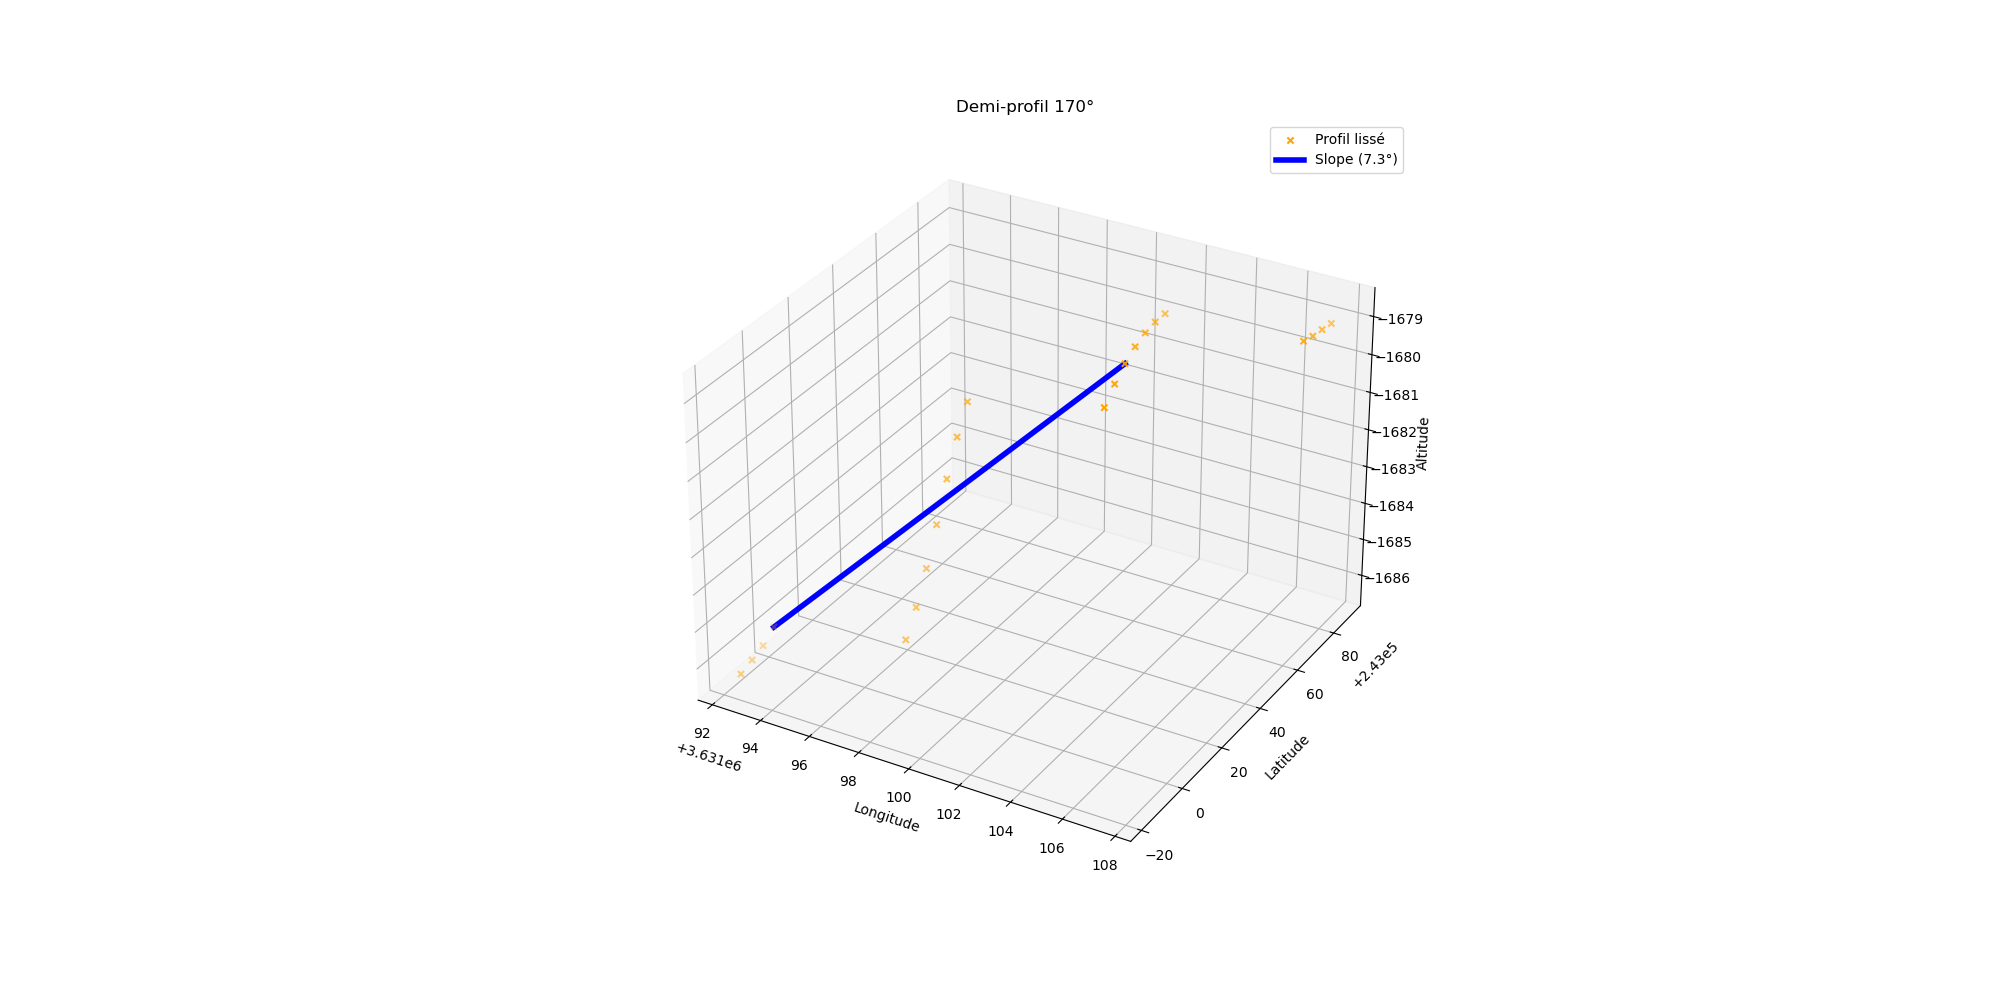 Demi-profil 170°
Profil lissé
Slope (7.3°)
−1679
−1680
−1681
−1682
−1683
−1684
−1685
−1686
Altitude
80
60
40
20
0
−20
+2.43e5
Latitude
92
94
96
98
100
102
104
106
108
+3.631e6
Longitude